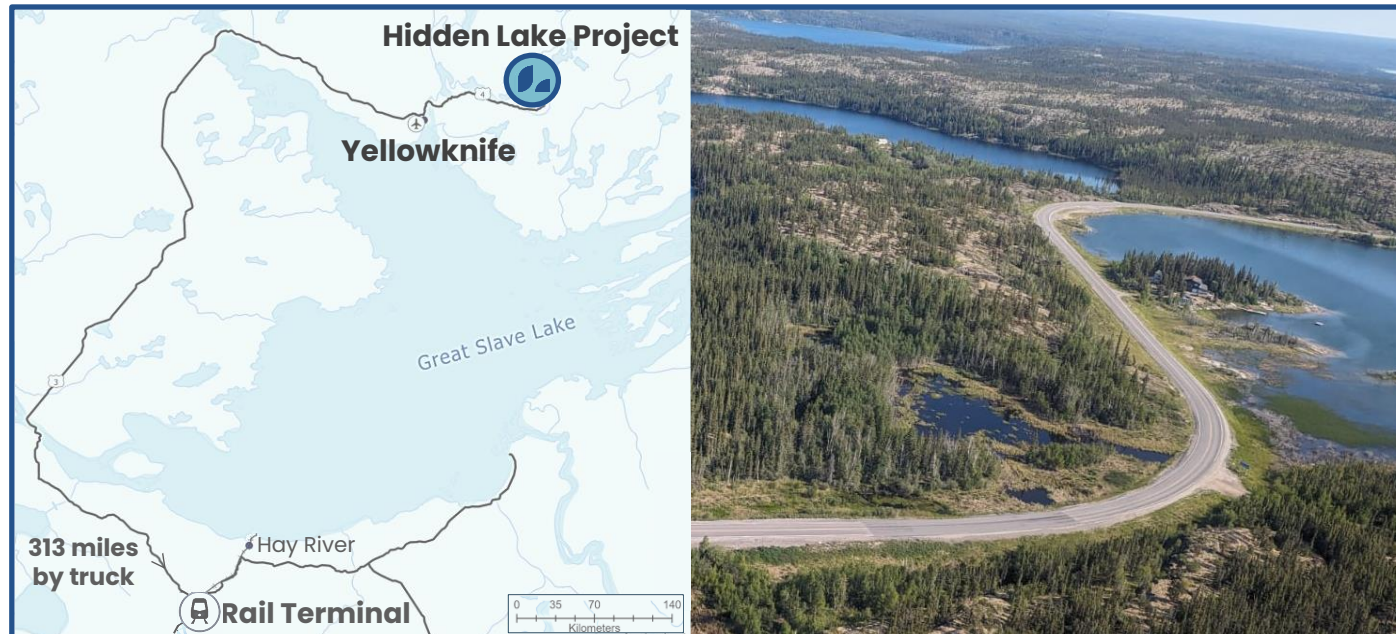 Hidden Lake Project
4
Yellowknife
Great Slave Lake
3
313 miles
by truck
Hay River
Rail Terminal
0 35 70 140
Kilometers